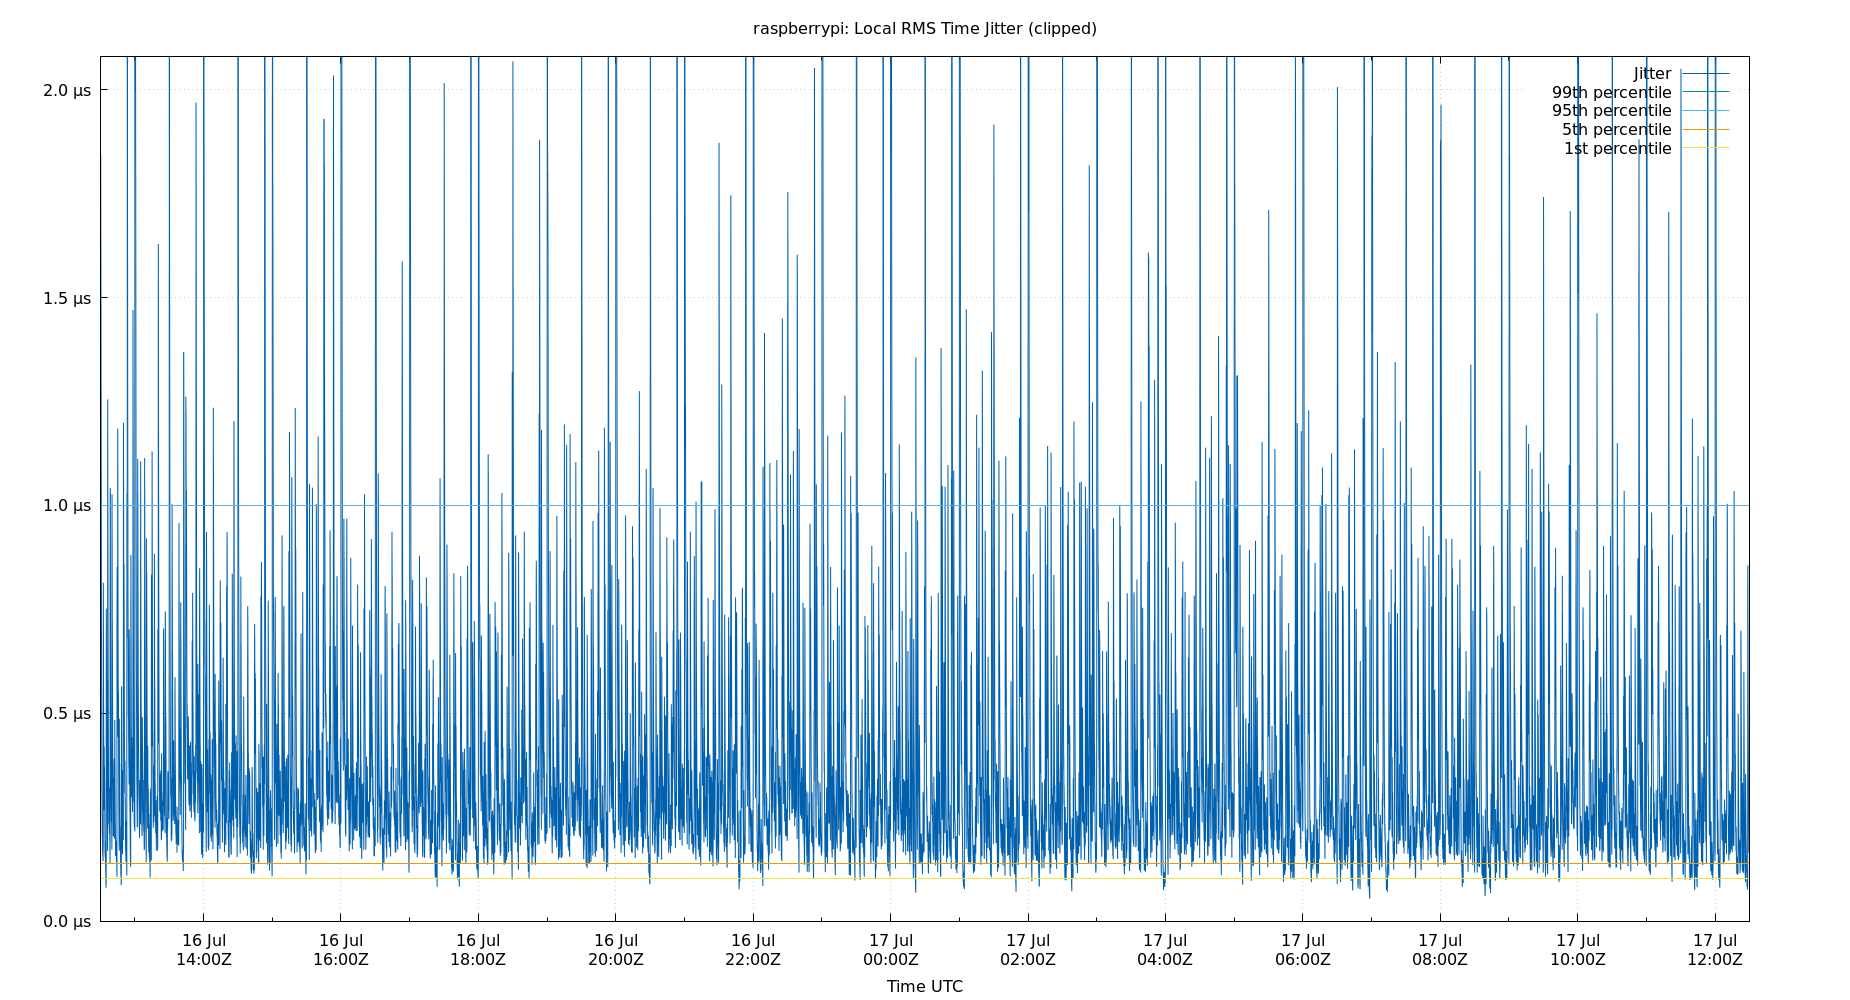 raspberrypi: Local RMS Time Jitter (clipped)
2.0 µs
1.5 µs
1.0 µs
0.5 µs
0.0 µs
Jitter
99th percentile
95th percentile
5th percentile
1st percentile
16 Jul
14:00Z
16 Jul
16:00Z
16 Jul
18:00Z
16 Jul
20:00Z
16 Jul
22:00Z
17 Jul
00:00Z
17 Jul
02:00Z
17 Jul
04:00Z
17 Jul
06:00Z
17 Jul
08:00Z
17 Jul
10:00Z
17 Jul
12:00Z
Time UTC